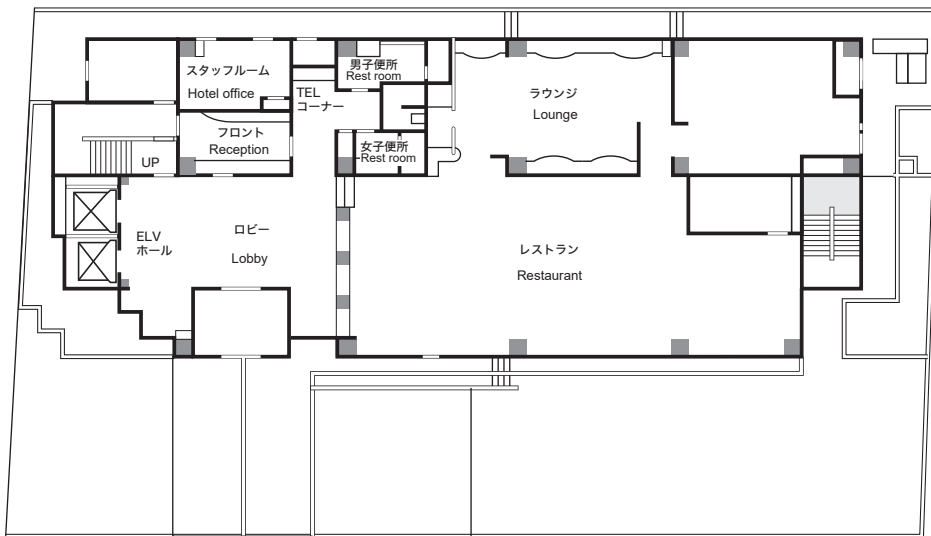 スタッフルーム
Hotel office
フロント
Reception
UP
TEL
コーナー
男子便所
Rest room
女子便所
Rest room
ラウンジ
Lounge
ELV
ホール
ロビー
Lobby
レストラン
Restaurant